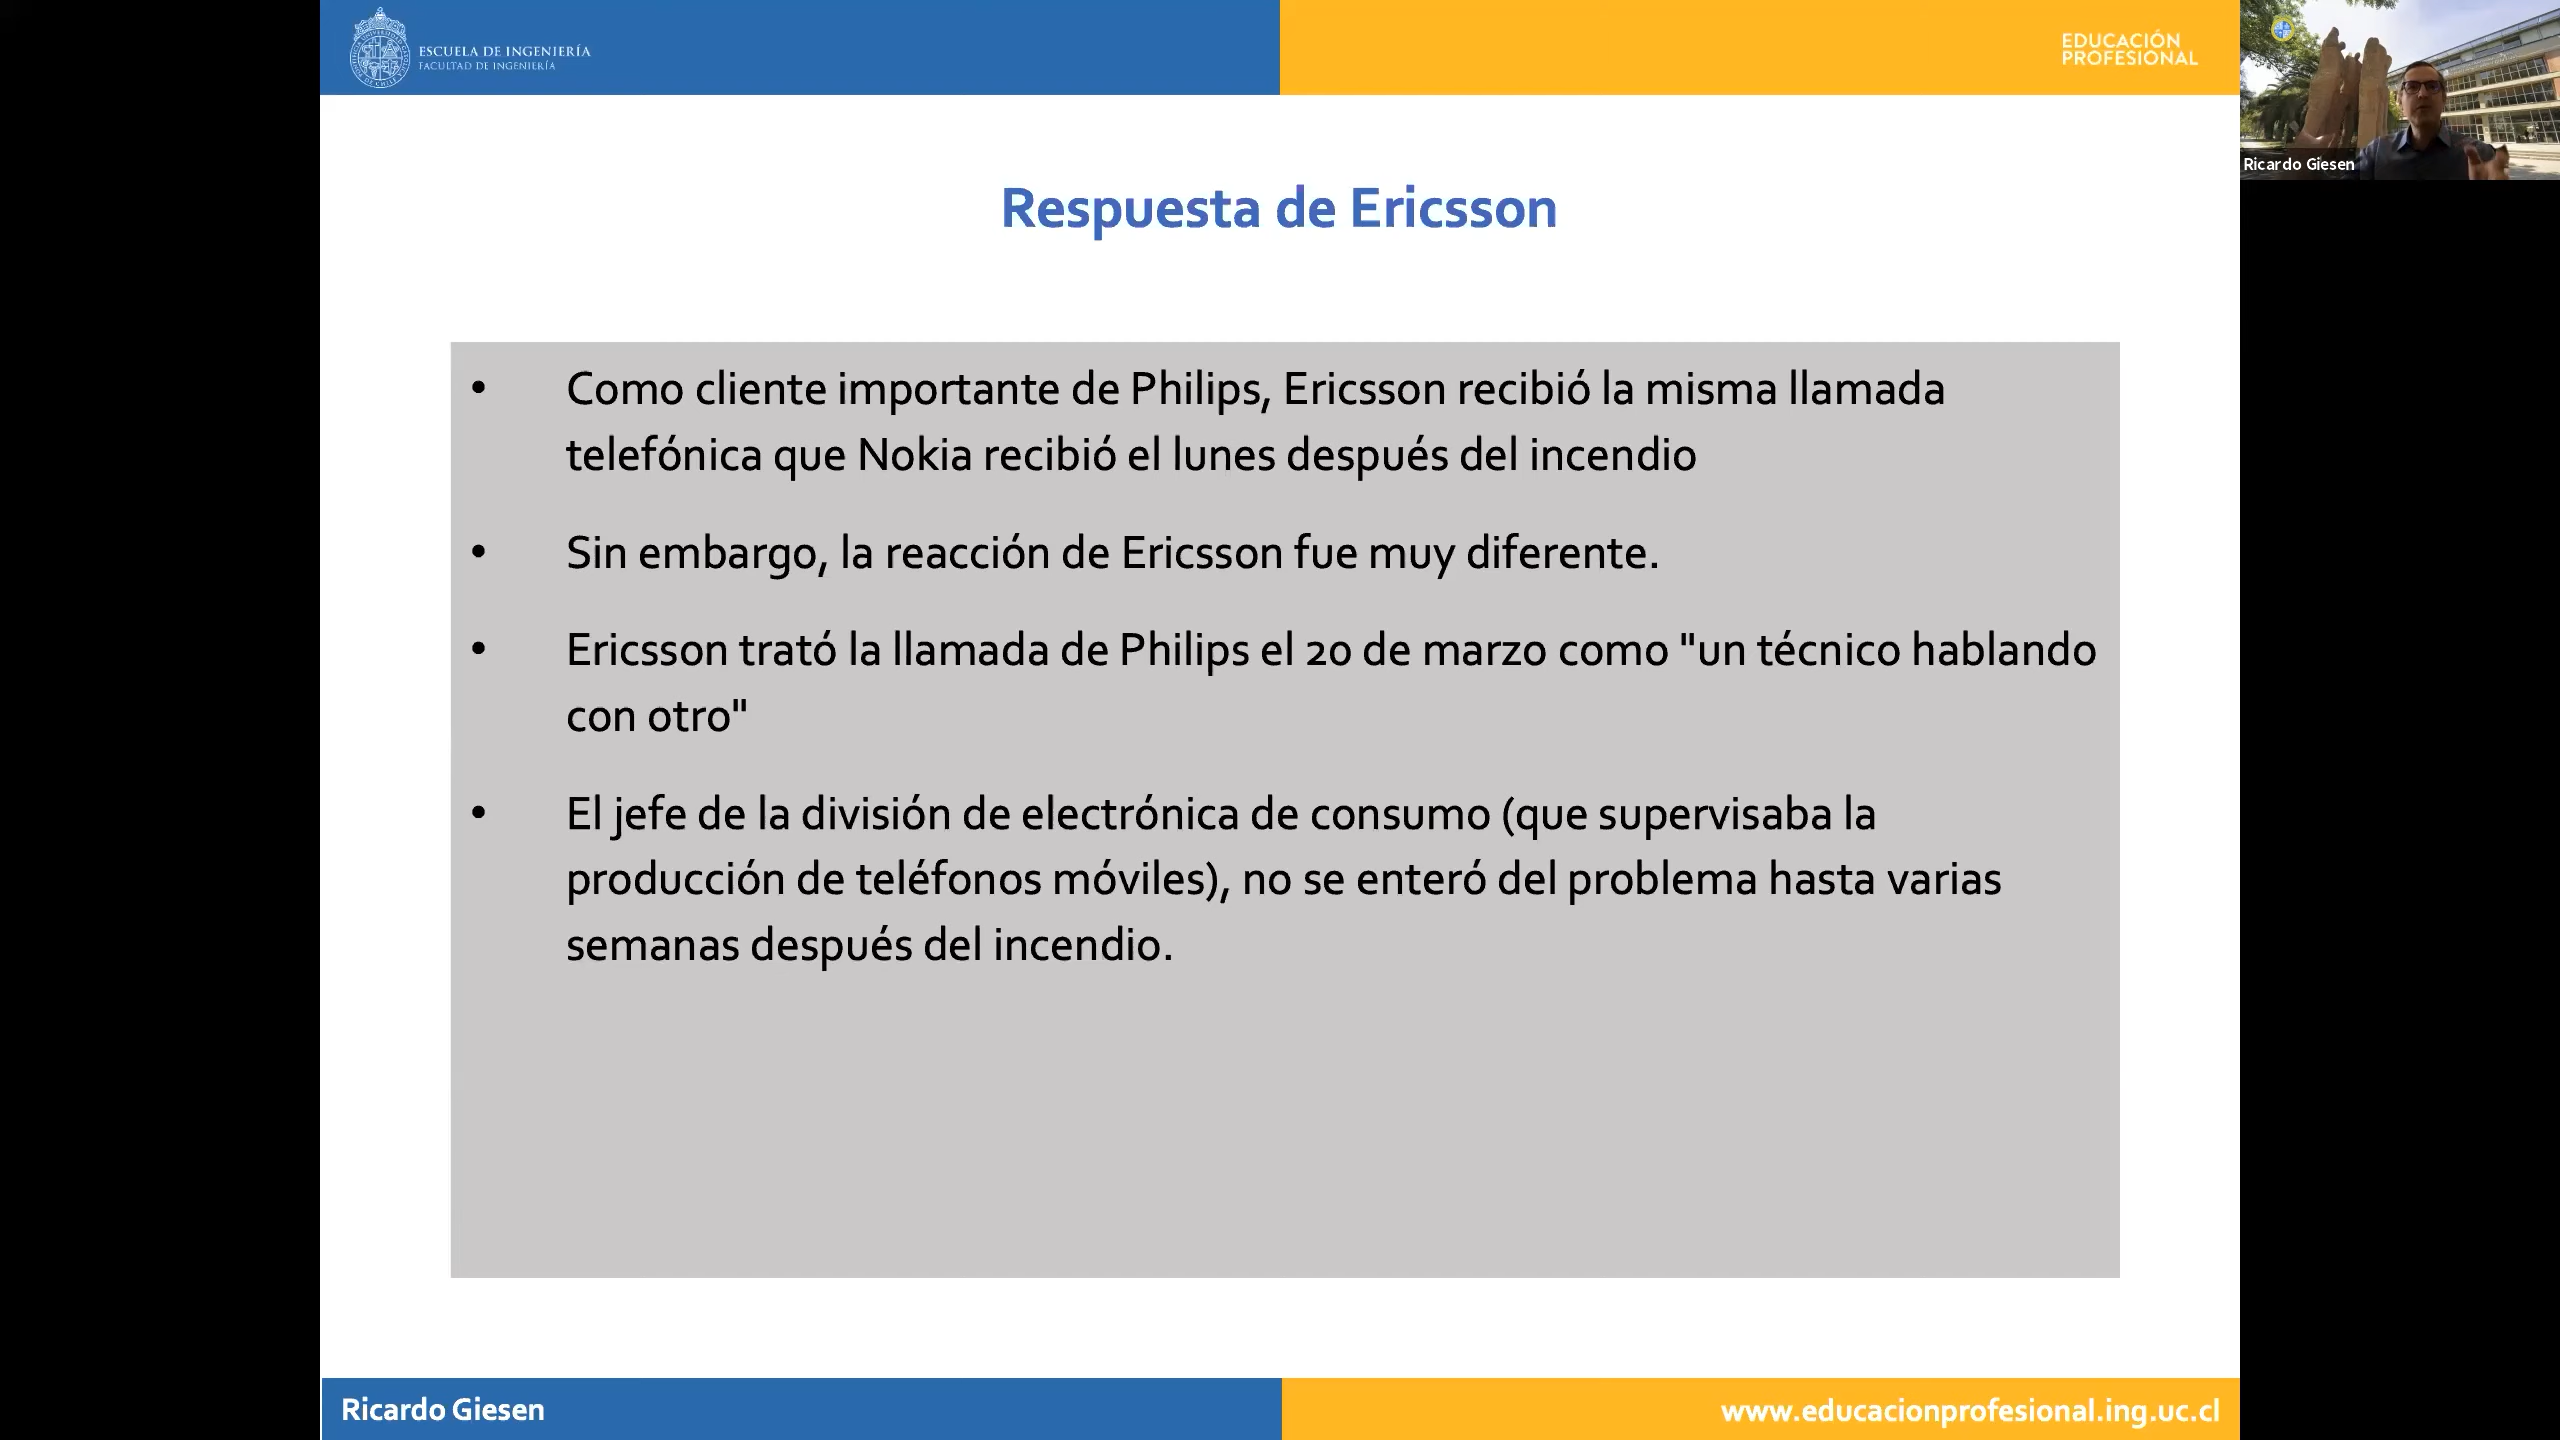 ESCUELA DE INGENIERÍA
FACULTAD DE INGENIERÍA
EDUCACIÓN
PROFESIONAL
Ricardo Giesen
Respuesta de Ericsson
• Como cliente importante de Philips, Ericsson recibió la misma llamada
telefónica que Nokia recibió el lunes después del incendio
• Sin embargo, la reacción de Ericsson fue muy diferente.
• Ericsson trató la llamada de Philips el 20 de marzo como "un técnico hablando
con otro"
• El jefe de la división de electrónica de consumo (que supervisaba la
producción de teléfonos móviles), no se enteró del problema hasta varias
semanas después del incendio.
Ricardo Giesen
www.educacionprofesional.ing.uc.cl